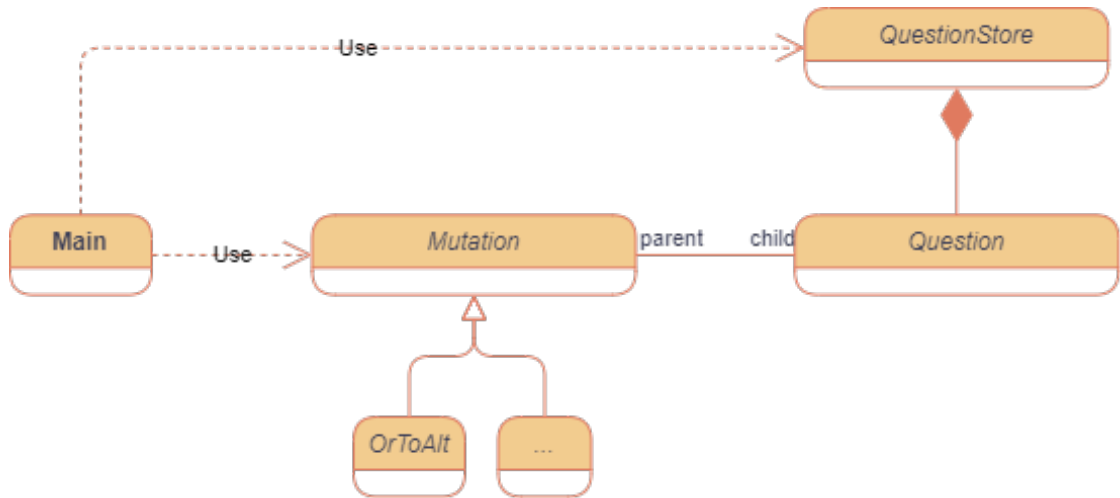 QuestionStore
Use
Main
Use
Mutation
parent
child
Question
OrToAlt
...